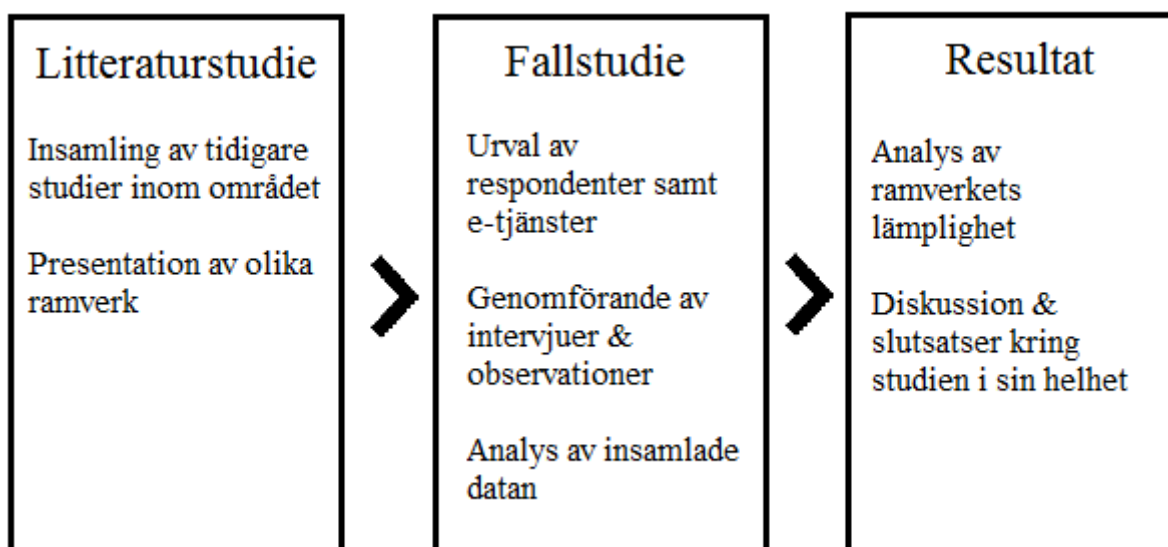 Litteraturstudie
Insamling av tidigare
studier inom området
Presentation av olika
ramverk
Fallstudie
Urval av
respondenter samt
e-tjänster
Genomförande av
intervjuer &
observationer
Analys av insamlade
datan
Resultat
Analys av
ramverkets
lämplighet
Diskussion &
slutsatser kring
studien i sin helhet